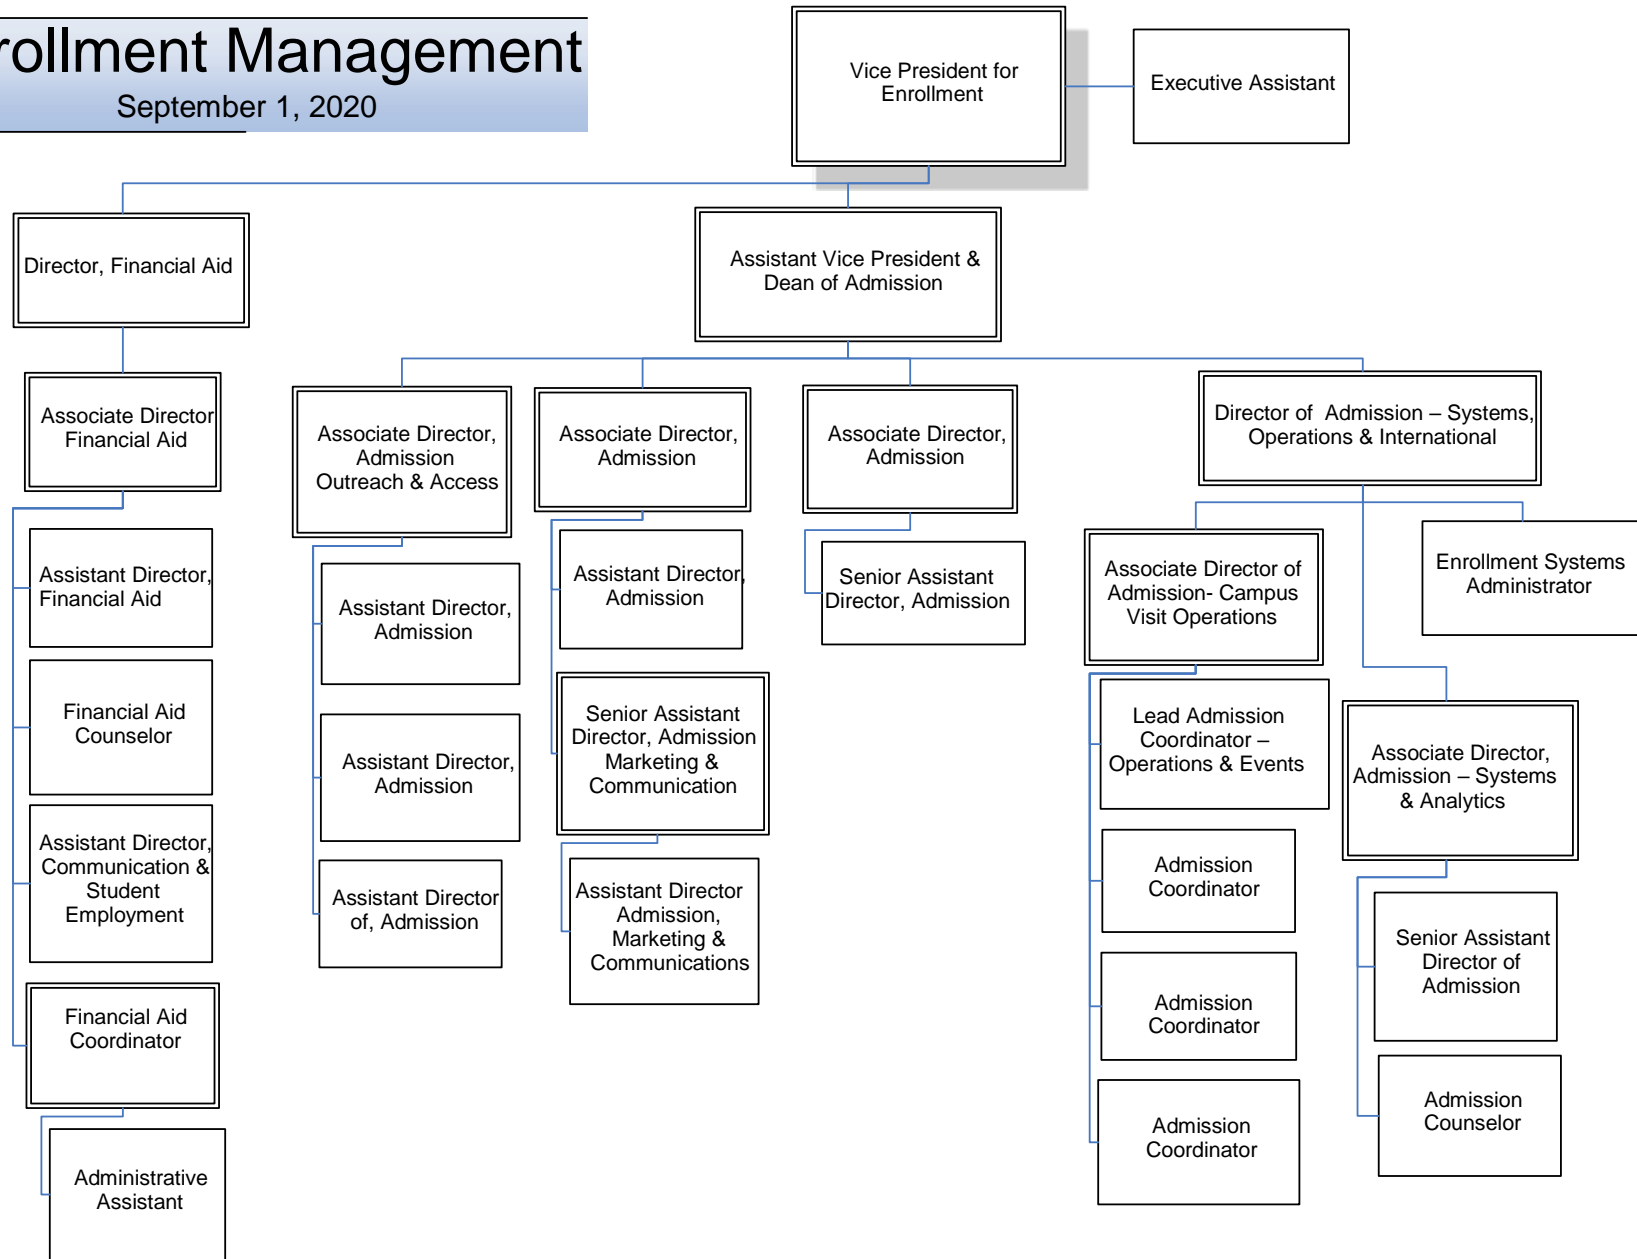 rollment Management
September 1, 2020
Vice President for
Enrollment
Executive Assistant
Director, Financial Aid
Assistant Vice President &
Dean of Admission
Associate Director
Financial Aid
Associate Director,
Admission
Outreach & Access
Associate Director,
Admission
Associate Director,
Admission
Director of Admission – Systems,
Operations & International
Assistant Director,
Financial Aid
Financial Aid
Counselor
Assistant Director,
Communication &
Student
Employment
Financial Aid
Coordinator
Administrative
Assistant
Assistant Director,
Admission
Assistant Director,
Admission
Assistant Director
of, Admission
Assistant Director,
Admission
Senior Assistant
Director, Admission
Marketing &
Communication
Assistant Director
Admission,
Marketing &
Communications
Senior Assistant
Director, Admission
Associate Director of
Admission- Campus
Visit Operations
Enrollment Systems
Administrator
Lead Admission
Coordinator –
Operations & Events
Admission
Coordinator
Admission
Coordinator
Admission
Coordinator
Associate Director,
Admission – Systems
& Analytics
Senior Assistant
Director of
Admission
Admission
Counselor